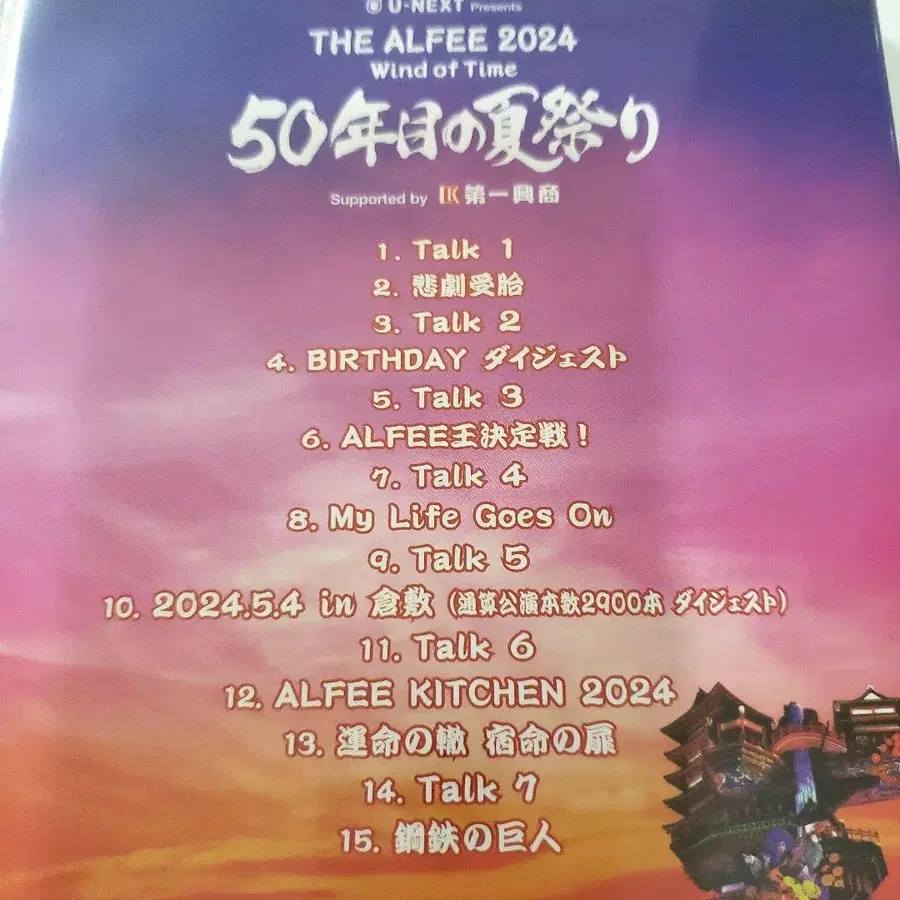 U-NEXT Presents
THE ALFEE 2024
Wind of Time
50年目の夏祭り
Supported by DK 第一興商
1. Talk 1
2. 悲劇受胎
3. Talk 2
4. BIRTHDAY ダイジェスト
5. Talk 3
6. ALFEE王決定戦！
7. Talk 4
8. My Life Goes On
9. Talk 5
10. 2024.5.4 in 倉敷 (通算公演本数2900本 ダイジェスト)
11. Talk 6
12. ALFEE KITCHEN 2024
13. 運命の轍 宿命の扉
14. Talk 7
15. 鋼鉄の巨人